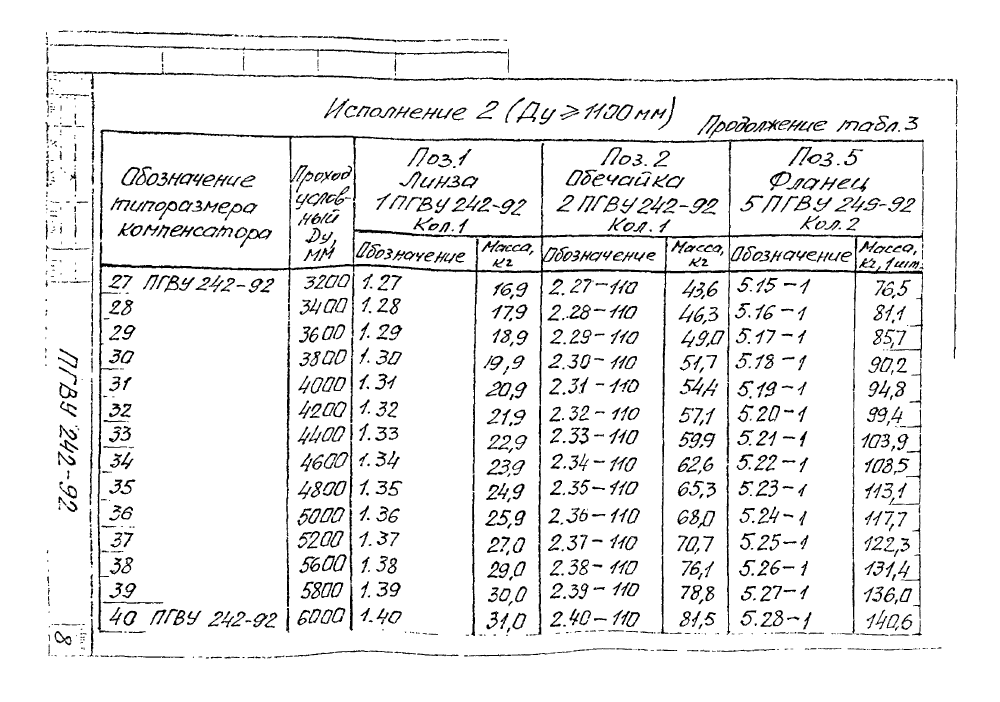 Исполнение 2 (Ду ≥ 1100 мм)
Продолжение табл. 3
Обозначение типоразмера компенсатора
Проход условный Ду, мм
Поз. 1 Линза 1 ПГВУ 242-92 Кол. 1
Поз. 2 Обечайка 2 ПГВУ 242-92 Кол. 1
Поз. 5 Фланец 5 ПГВУ 249-92 Кол. 2
Обозначение Масса, кг Обозначение Масса, кг Обозначение Масса, кг, 1 шт.
27 ПГВУ 242-92 3200 1.27 16,9 2.27-110 43,6 5.15-1 76,5
28 3400 1.28 17,9 2.28-110 46,3 5.16-1 81,1
29 3600 1.29 18,9 2.29-110 49,0 5.17-1 85,7
30 3800 1.30 19,9 2.30-110 51,7 5.18-1 90,2
31 4000 1.31 20,9 2.31-110 54,4 5.19-1 94,8
32 4200 1.32 21,9 2.32-110 57,1 5.20-1 99,4
33 4400 1.33 22,9 2.33-110 59,9 5.21-1 103,9
34 4600 1.34 23,9 2.34-110 62,6 5.22-1 108,5
35 4800 1.35 24,9 2.35-110 65,3 5.23-1 113,1
36 5000 1.36 25,9 2.36-110 68,0 5.24-1 117,7
37 5200 1.37 27,0 2.37-110 70,7 5.25-1 122,3
38 5600 1.38 29,0 2.38-110 76,1 5.26-1 131,4
39 5800 1.39 30,0 2.39-110 78,8 5.27-1 136,0
40 ПГВУ 242-92 6000 1.40 31,0 2.40-110 81,5 5.28-1 140,6
ПГВУ 242-92
8